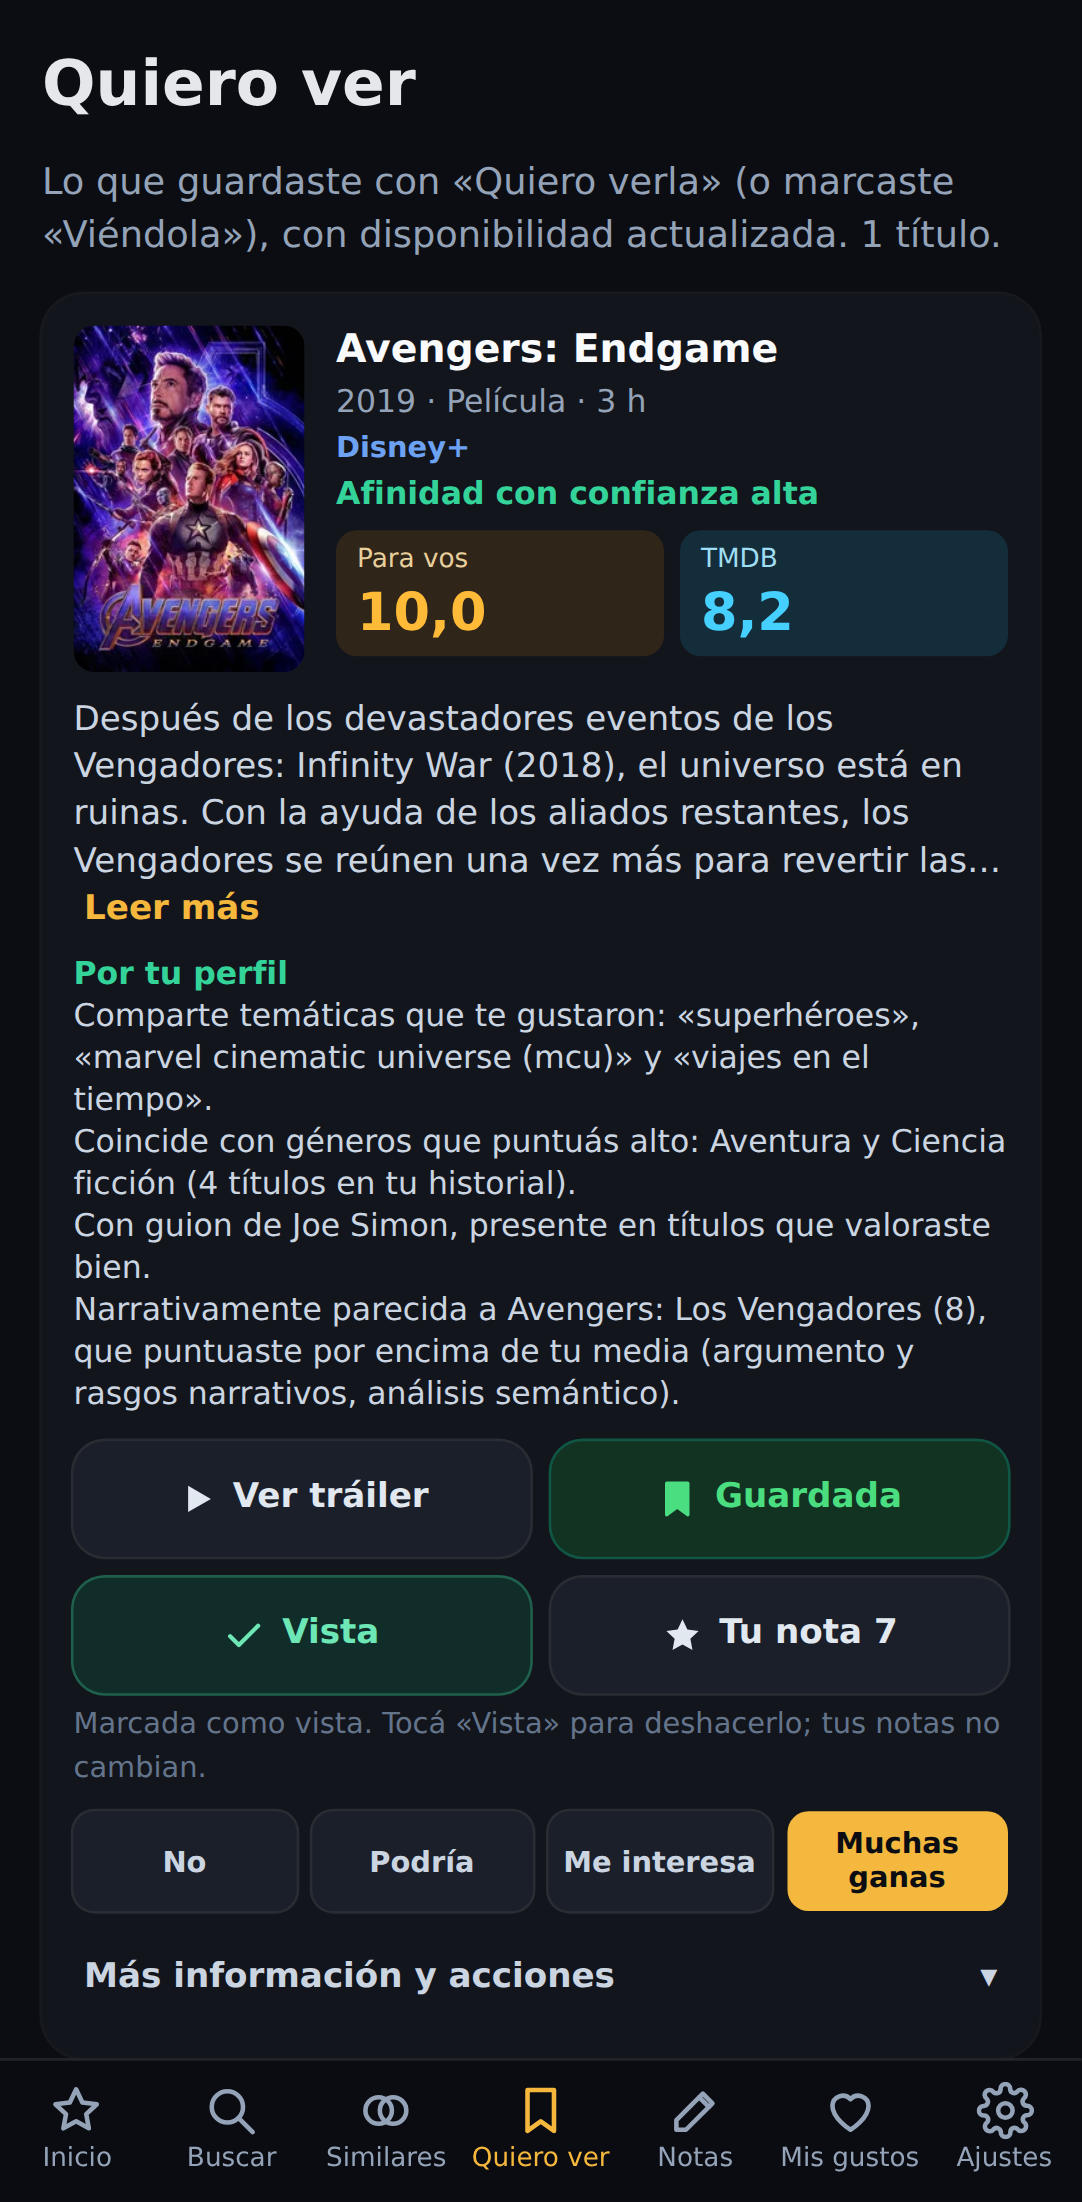 Quiero ver
Lo que guardaste con «Quiero verla» (o marcaste
«Viéndola»), con disponibilidad actualizada. 1 título.
AVENGERS
ENDGAME
Avengers: Endgame
2019 · Película · 3 h
Disney+
Afinidad con confianza alta
Para vos
10,0
TMDB
8,2
Después de los devastadores eventos de los
Vengadores: Infinity War (2018), el universo está en
ruinas. Con la ayuda de los aliados restantes, los
Vengadores se reúnen una vez más para revertir las…
Leer más
Por tu perfil
Comparte temáticas que te gustaron: «superhéroes»,
«marvel cinematic universe (mcu)» y «viajes en el
tiempo».
Coincide con géneros que puntuás alto: Aventura y Ciencia
ficción (4 títulos en tu historial).
Con guion de Joe Simon, presente en títulos que valoraste
bien.
Narrativamente parecida a Avengers: Los Vengadores (8),
que puntuaste por encima de tu media (argumento y
rasgos narrativos, análisis semántico).
Ver tráiler
Guardada
Vista
Tu nota 7
Marcada como vista. Tocá «Vista» para deshacerlo; tus notas no
cambian.
No
Podría
Me interesa
Muchas
ganas
Más información y acciones
Inicio
Buscar
Similares
Quiero ver
Notas
Mis gustos
Ajustes